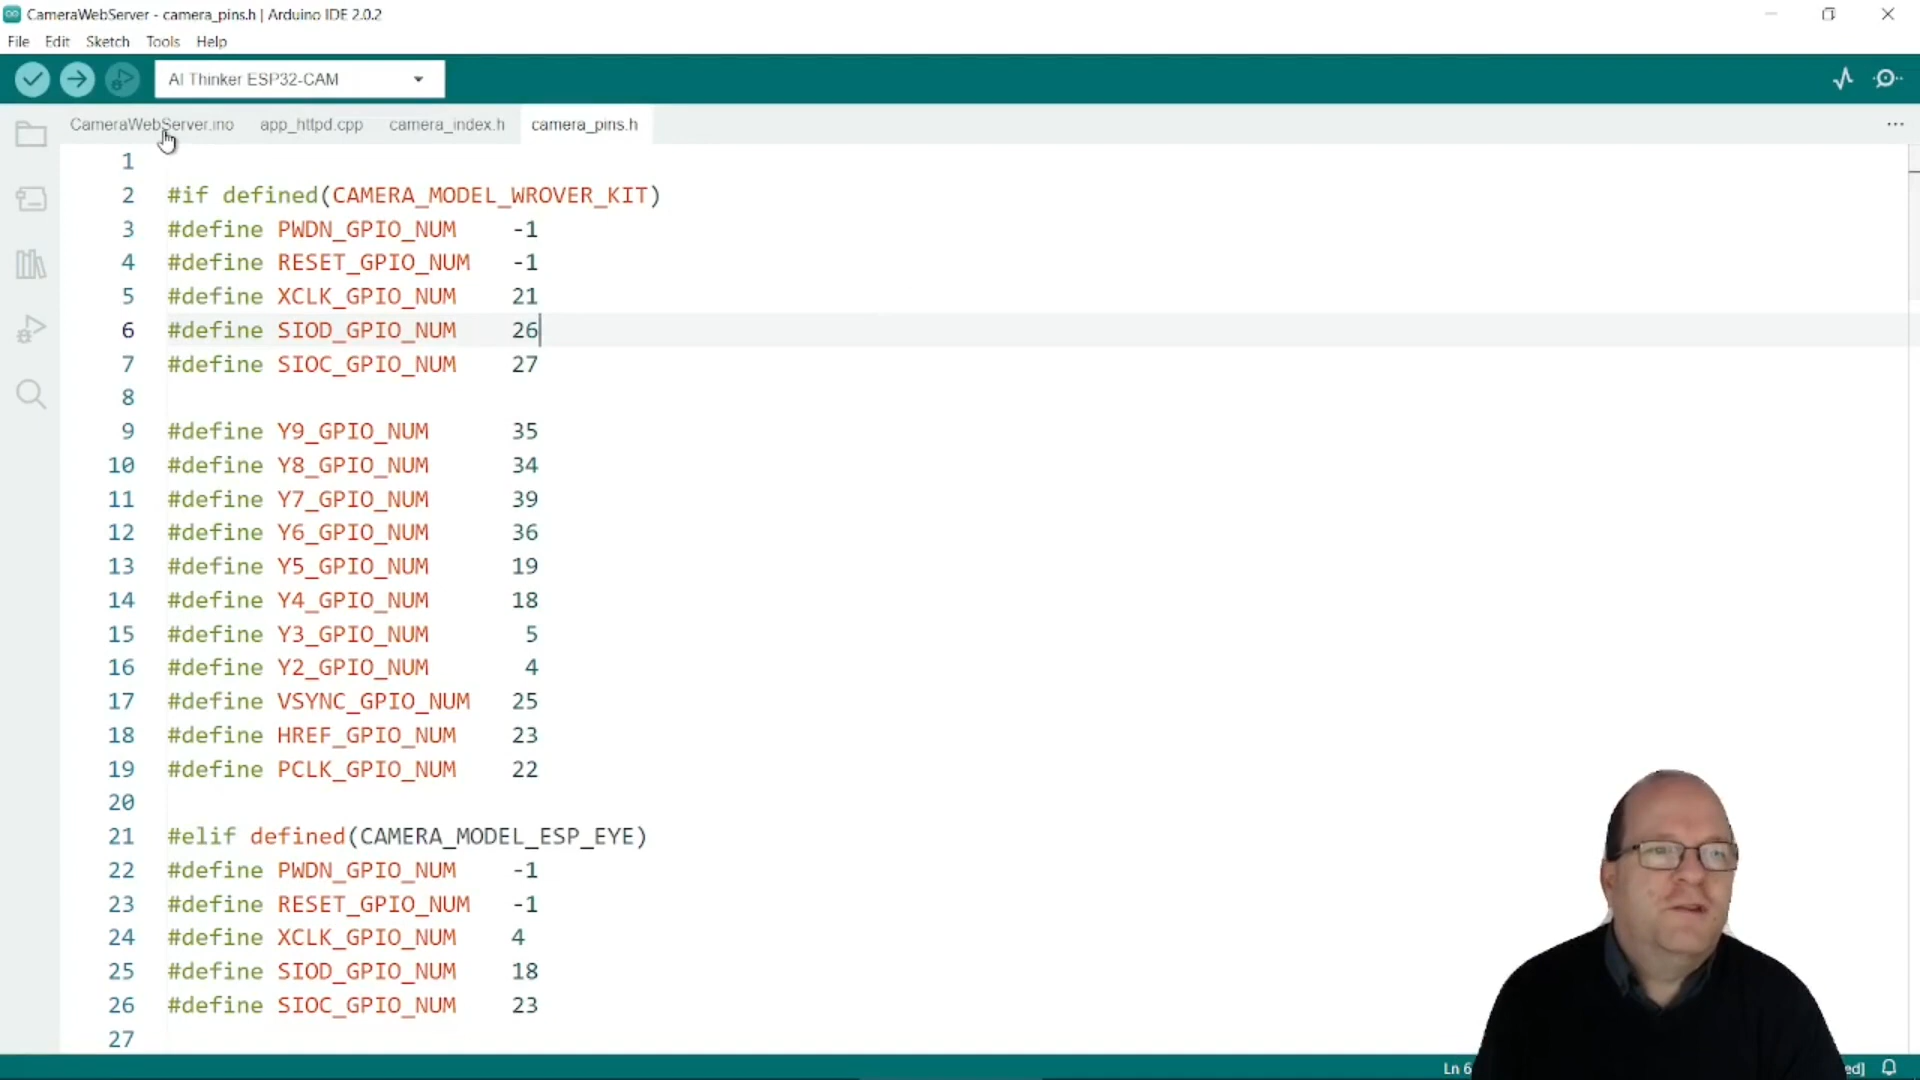 CameraWebServer - camera_pins.h | Arduino IDE 2.0.2
File Edit Sketch Tools Help
AI Thinker ESP32-CAM
CameraWebServer.ino app_httpd.cpp camera_index.h camera_pins.h ...
1
2 #if defined(CAMERA_MODEL_WROVER_KIT)
3 #define PWDN_GPIO_NUM -1
4 #define RESET_GPIO_NUM -1
5 #define XCLK_GPIO_NUM 21
6 #define SIOD_GPIO_NUM 26
7 #define SIOC_GPIO_NUM 27
8
9 #define Y9_GPIO_NUM 35
10 #define Y8_GPIO_NUM 34
11 #define Y7_GPIO_NUM 39
12 #define Y6_GPIO_NUM 36
13 #define Y5_GPIO_NUM 19
14 #define Y4_GPIO_NUM 18
15 #define Y3_GPIO_NUM 5
16 #define Y2_GPIO_NUM 4
17 #define VSYNC_GPIO_NUM 25
18 #define HREF_GPIO_NUM 23
19 #define PCLK_GPIO_NUM 22
20
21 #elif defined(CAMERA_MODEL_ESP_EYE)
22 #define PWDN_GPIO_NUM -1
23 #define RESET_GPIO_NUM -1
24 #define XCLK_GPIO_NUM 4
25 #define SIOD_GPIO_NUM 18
26 #define SIOC_GPIO_NUM 23
27
Ln 6 ed]